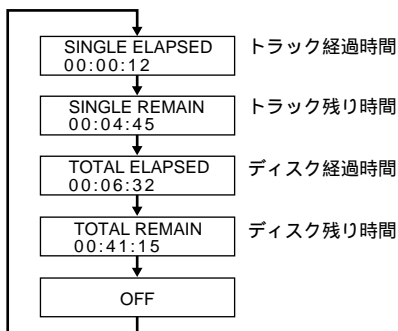 SINGLE ELAPSED トラック経過時間
00:00:12
SINGLE REMAIN トラック残り時間
00:04:45
TOTAL ELAPSED ディスク経過時間
00:06:32
TOTAL REMAIN ディスク残り時間
00:41:15
OFF